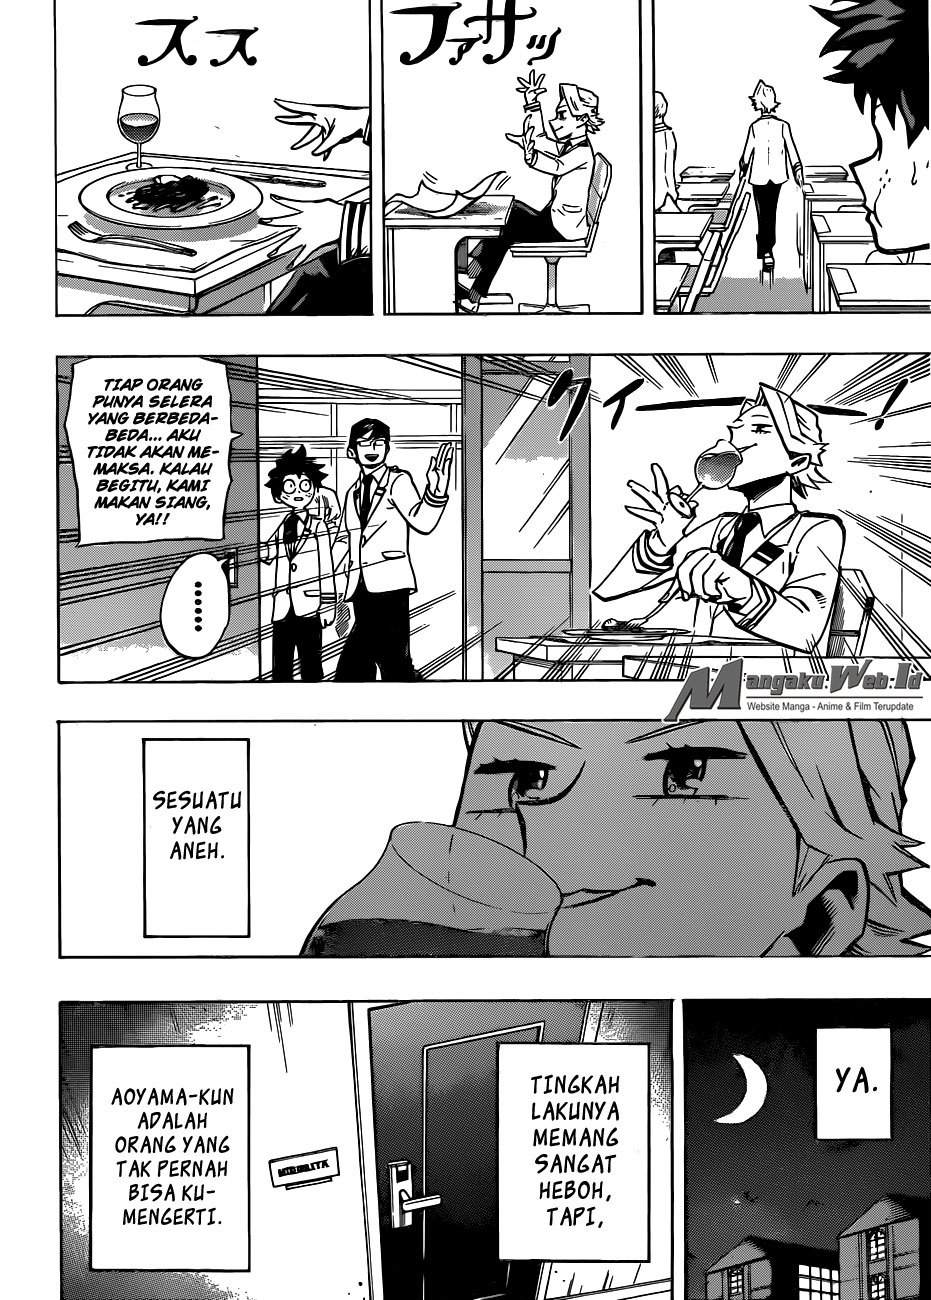 ファサッ
スス
クイー
TIAP ORANG
PUNYA SELERA
YANG BERBEDA-
BEDA... AKU
TIDAK AKAN ME-
MAKSA. KALAU
BEGITU, KAMI
MAKAN SIANG,
YA!!
......
Mangaku.Web.Id
Website Manga - Anime & Film Terupdate
SESUATU
YANG
ANEH.
YA.
TINGKAH
LAKUNYA
MEMANG
SANGAT
HEBOH,
TAPI,
MIDORIYA
AOYAMA-KUN
ADALAH
ORANG YANG
TAK PERNAH
BISA KU-
MENGERTI.